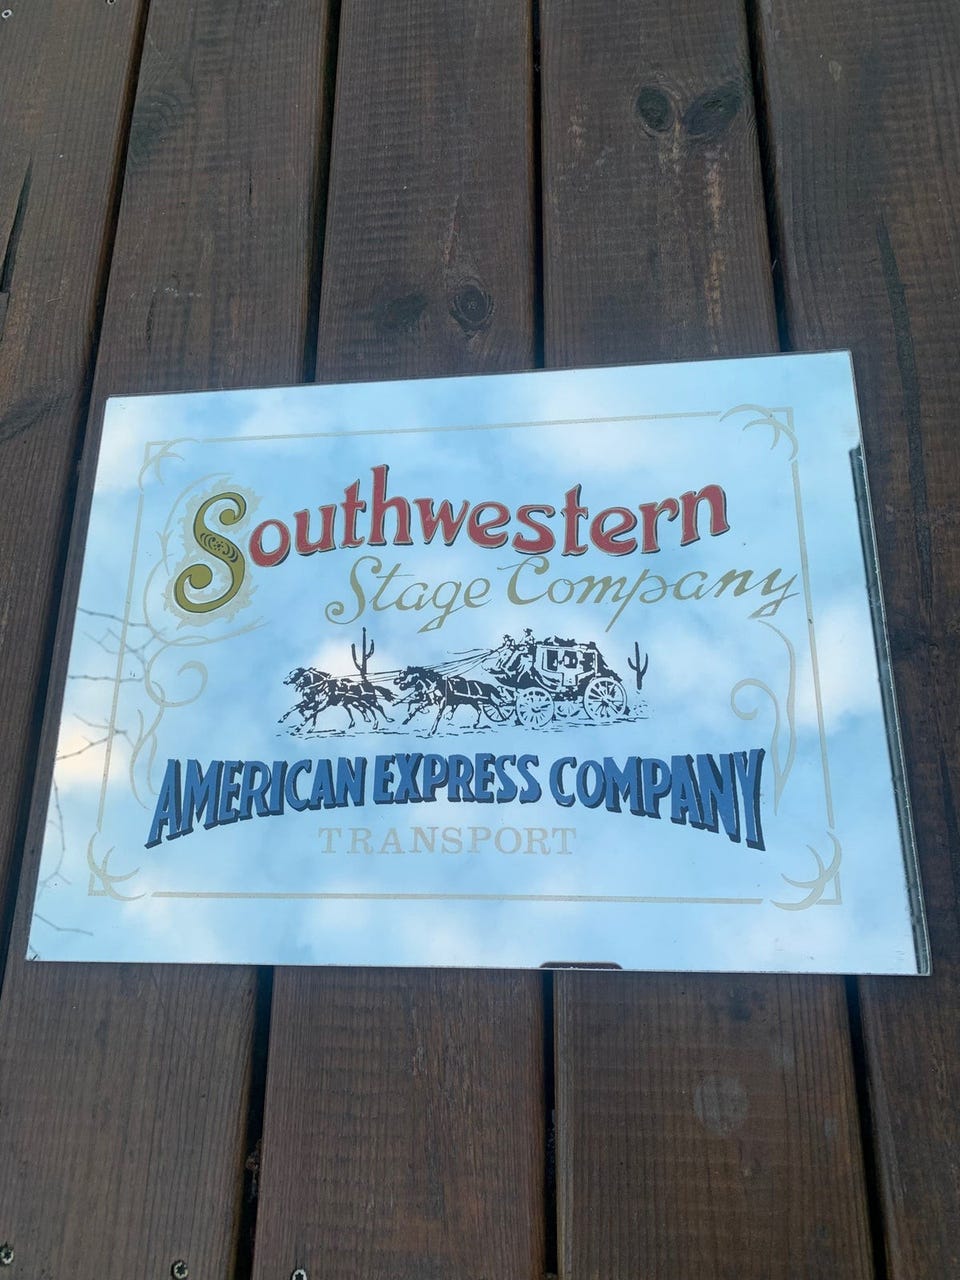 Southwestern
Stage Company
AMERICAN EXPRESS COMPANY
TRANSPORT